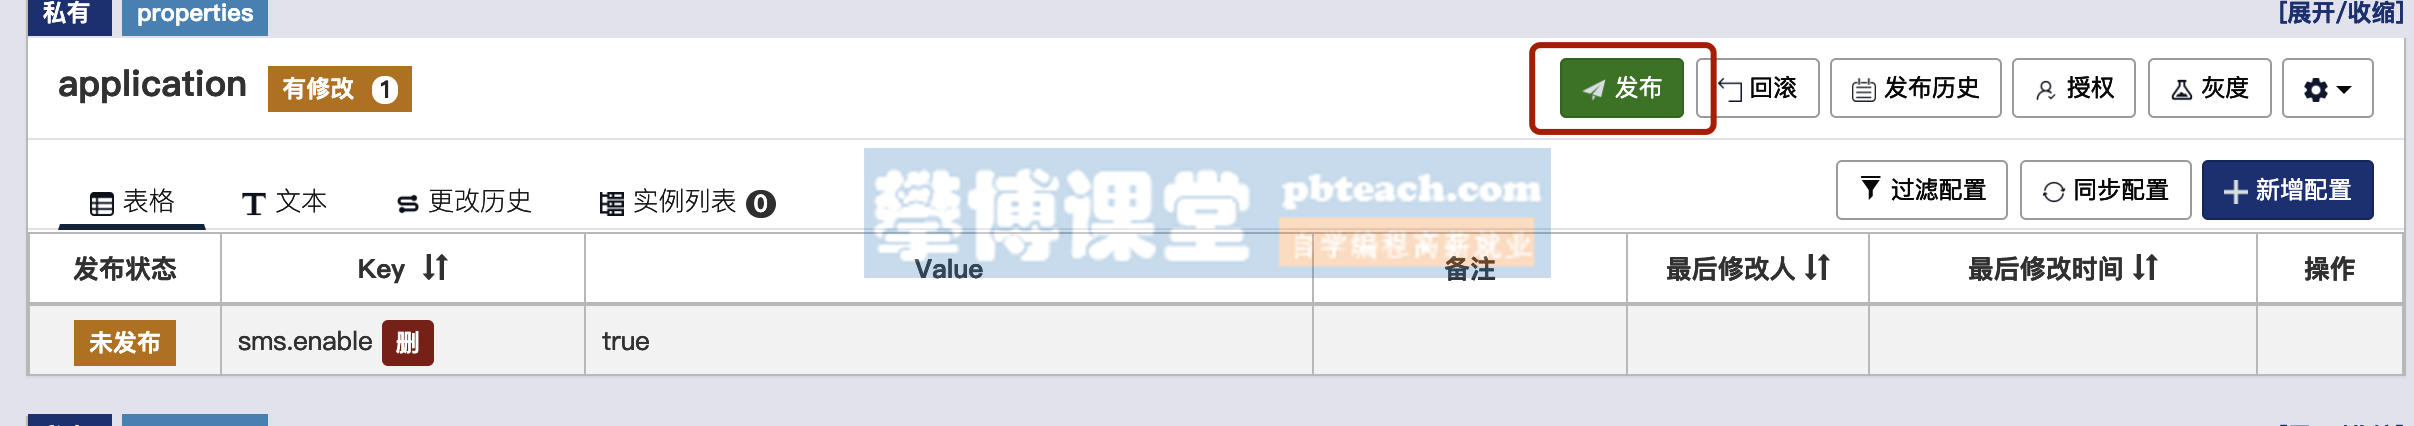 私有 properties [展开/收缩]
application 有修改 1 发布 回滚 发布历史 授权 灰度
表格 文本 更改历史 实例列表 0 过滤配置 同步配置 新增配置
攀博课堂 pbteach.com
自学编程高薪就业
发布状态 Key Value 备注 最后修改人 最后修改时间 操作
未发布 sms.enable 删 true